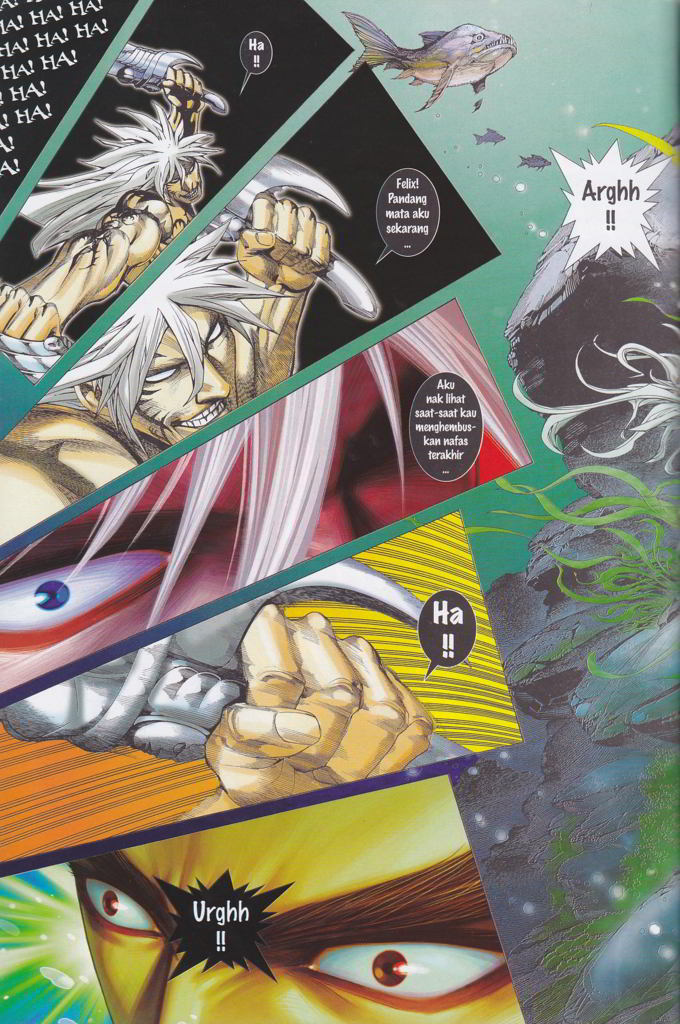 HA! HA!
HA! HA! HA!
HA! HA! HA!
HA! HA!
HA!
HA!
HA!
Ha
!!
Felix!
Pandang
mata aku
sekarang
...
Arghh
!!
Aku
nak lihat
saat-saat kau
menghembus-
kan nafas
terakhir
...
Ha
!!
Urghh
!!